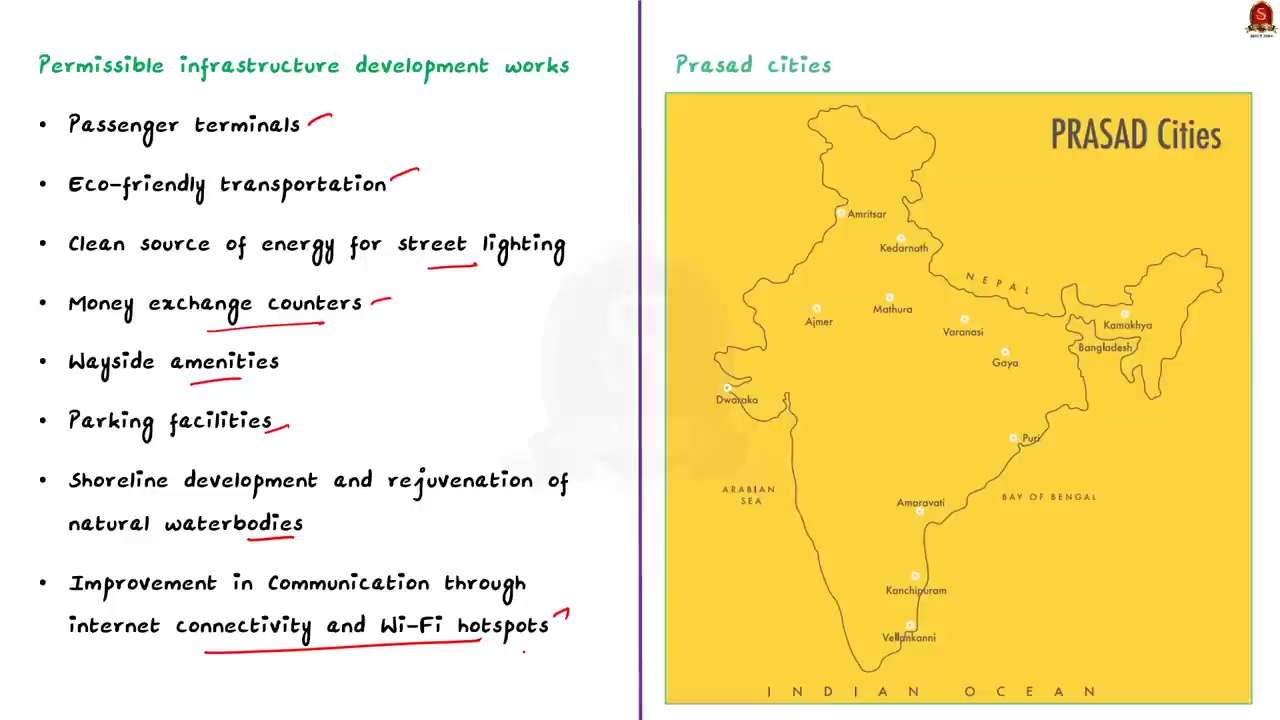 Permissible infrastructure development works
• Passenger terminals
• Eco-friendly transportation
• Clean source of energy for street lighting
• Money exchange counters
• Wayside amenities
• Parking facilities
• Shoreline development and rejuvenation of
natural waterbodies
• Improvement in Communication through
internet connectivity and Wi-Fi hotspots
Prasad cities
PRASAD Cities
Amritsar
Kedarnath
NEPAL
Mathura
Ajmer
Varanasi
Kamakhya
Bangladesh
Gaya
Dwaraka
Puri
ARABIAN
SEA
BAY OF BENGAL
Amaravati
Kanchipuram
Vellankanni
INDIAN OCEAN
S